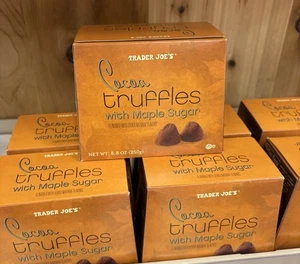 TRADER JOE'S
Cocoa
truffles
with Maple Sugar
NET WT. 8.8 OZ (250g)
Cocoa
truffles
with Maple Sugar
TRADER JOE'S
Cocoa
truffles
with Maple Sugar
TRADER JOE'S
Cocoa
truffles
with Maple Sugar